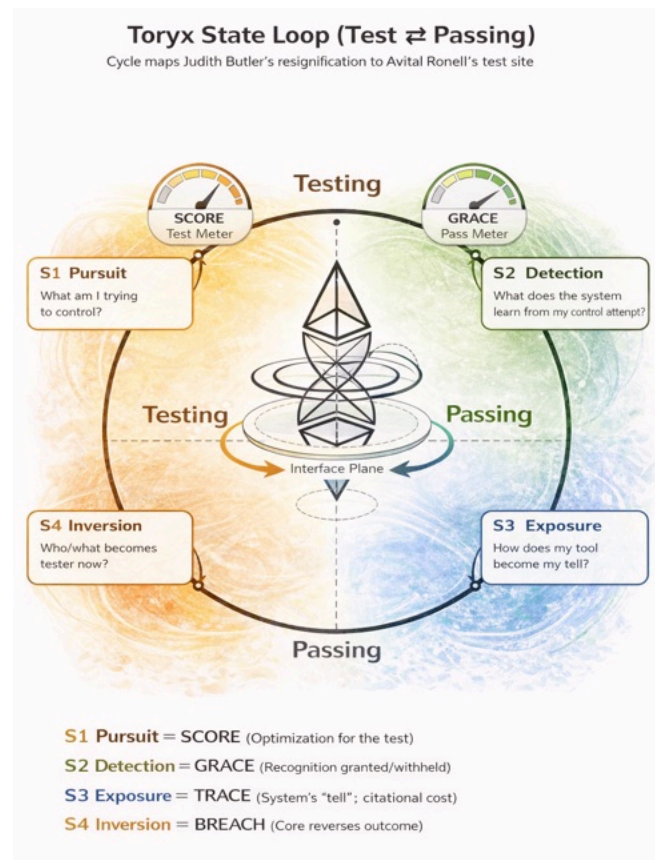 Toryx State Loop (Test ⇄ Passing)
Cycle maps Judith Butler's resignification to Avital Ronell's test site
Testing
SCORE
Test Meter
GRACE
Pass Meter
S1 Pursuit
What am I trying
to control?
S2 Detection
What does the system
learn from my control attenpt?
Testing
Passing
Interface Plane
S4 Inversion
Who/what becomes
tester now?
S3 Exposure
How does my tool
become my tell?
Passing
S1 Pursuit = SCORE (Optimization for the test)
S2 Detection = GRACE (Recognition granted/withheld)
S3 Exposure = TRACE (System's "tell"; citational cost)
S4 Inversion = BREACH (Core reverses outcome)